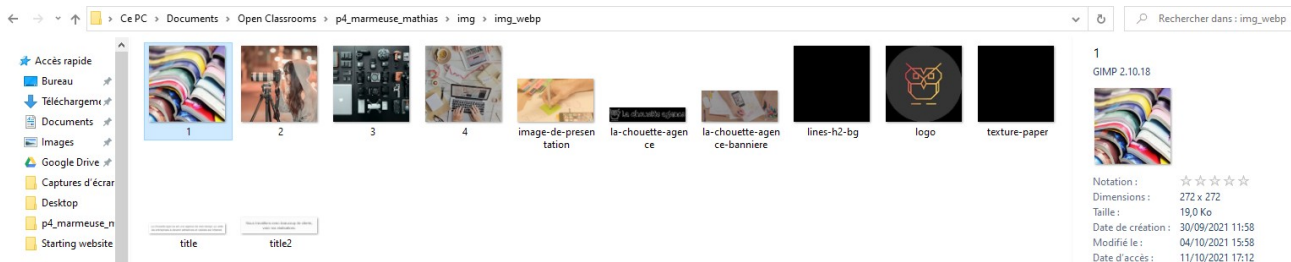 Ce PC > Documents > Open Classrooms > p4_marmeuse_mathias > img > img_webp
Rechercher dans : img_webp
Accès rapide
Bureau
Téléchargeme
Documents
Images
Google Drive
Captures d'écrar
Desktop
p4_marmeuse_m
Starting website
1
2
3
4
image-de-presen
tation
la-chouette-agen
ce
la-chouette-agen
ce-banniere
lines-h2-bg
logo
texture-paper
La chouette agence
title
title2
1
GIMP 2.10.18
Notation :
Dimensions : 272 x 272
Taille : 19,0 Ko
Date de création : 30/09/2021 11:58
Modifié le : 04/10/2021 15:58
Date d'accès : 11/10/2021 17:12